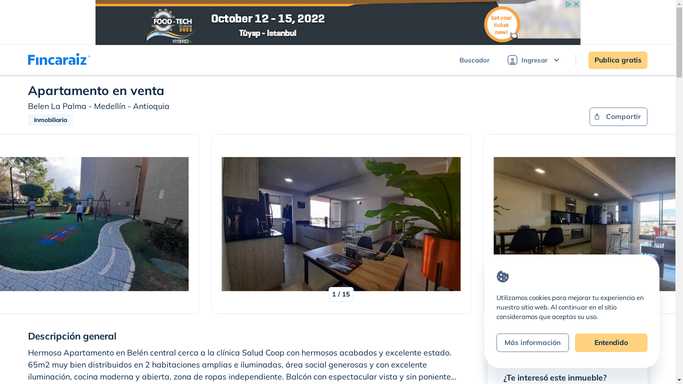 FOOD-TECH
EURASIA
HYBRID
October 12 - 15, 2022
Tüyap - Istanbul
Get your
ticket
now!
Fincaraiz
Buscador
Ingresar
Publica gratis
Apartamento en venta
Belen La Palma - Medellín - Antioquia
Inmobiliaria
Compartir
1 / 15
Utilizamos cookies para mejorar tu experiencia en
nuestro sitio web. Al continuar en el sitio
consideramos que aceptas su uso.
Más información
Entendido
Descripción general
Hermoso Apartamento en Belén central cerca a la clínica Salud Coop con hermosos acabados y excelente estado.
65m2 muy bien distribuidos en 2 habitaciones amplias e iluminadas, área social generosas y con excelente
iluminación, cocina moderna y abierta, zona de ropas independiente. Balcón con espectacular vista y sin poniente...
¿Te interesó este inmueble?